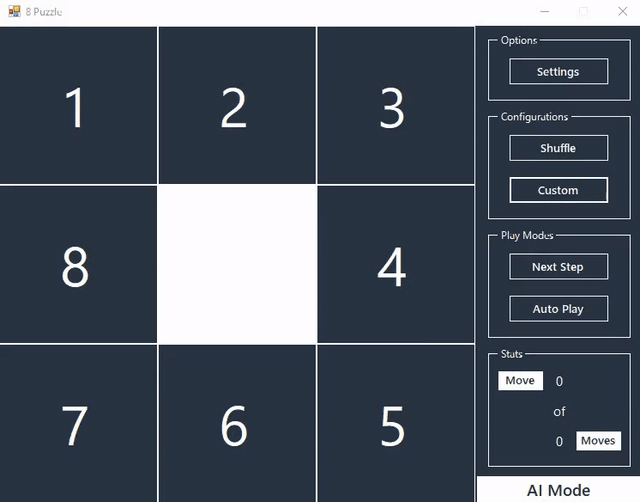 8 Puzzle
1 2 3
8 4
7 6 5
Options
Settings
Configurations
Shuffle
Custom
Play Modes
Next Step
Auto Play
Stats
Move 0
of
0 Moves
AI Mode